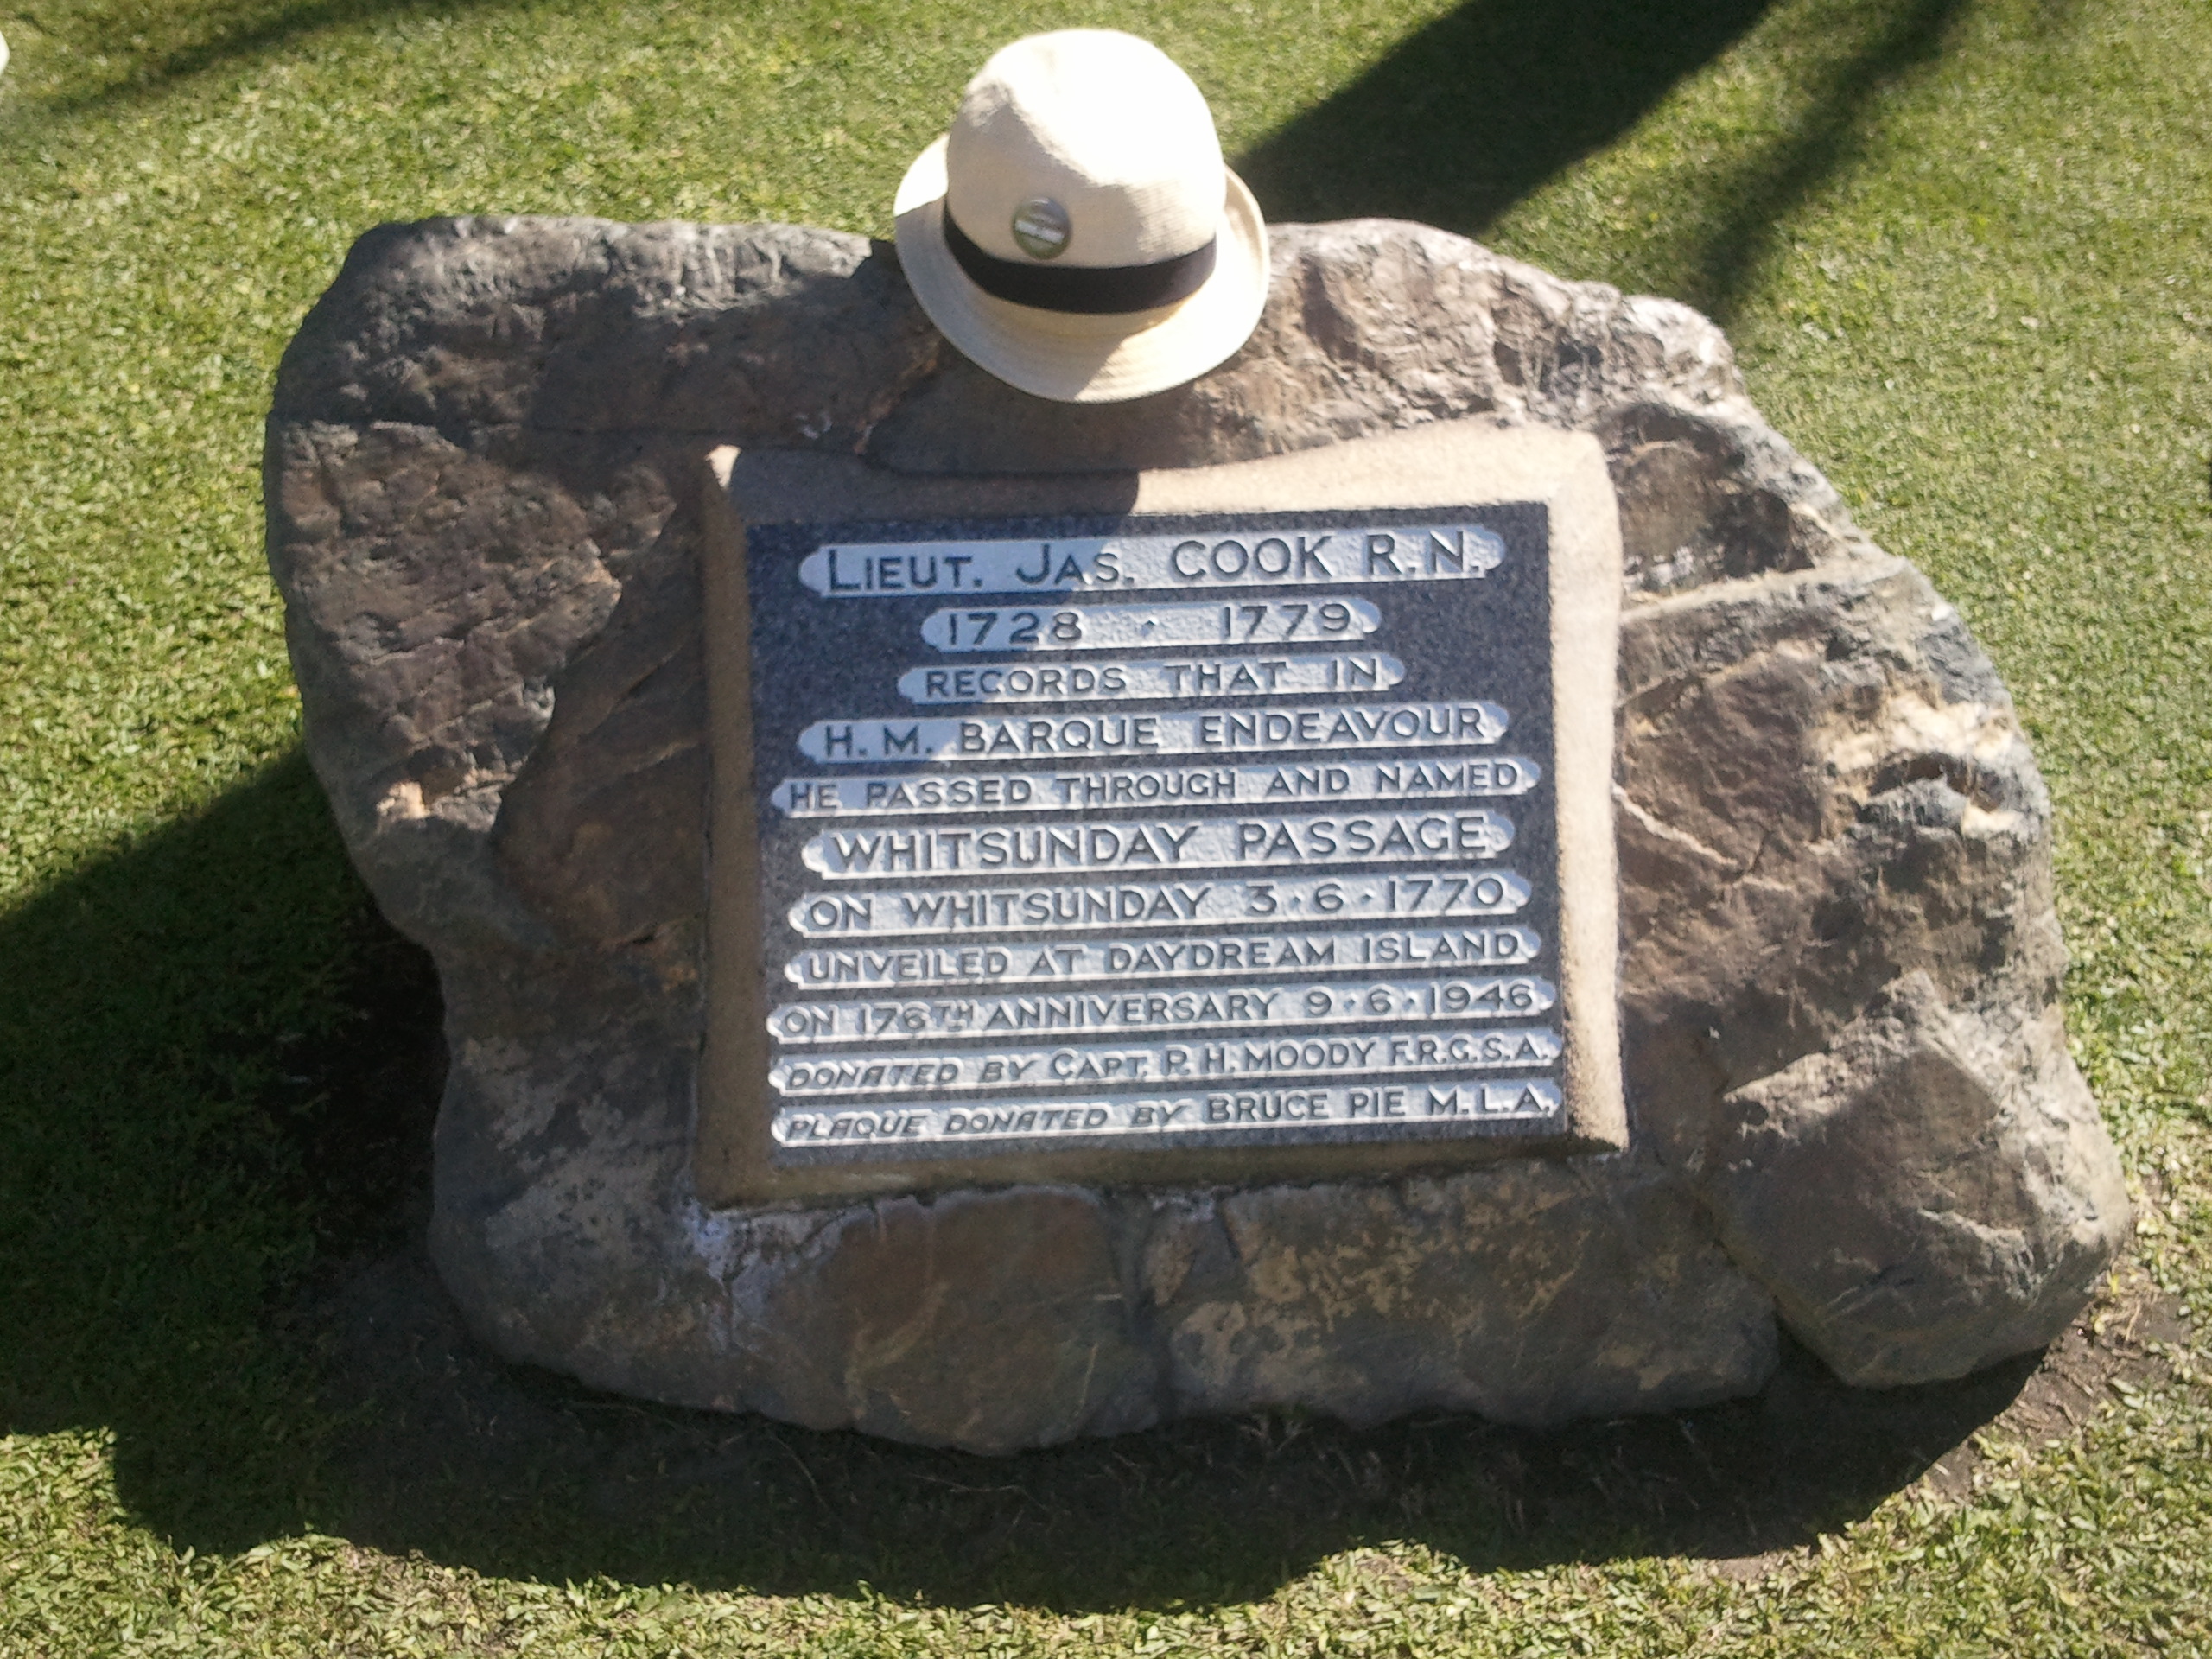 LIEUT. JAS. COOK R.N.
1728 · 1779
RECORDS THAT IN
H. M. BARQUE ENDEAVOUR
HE PASSED THROUGH AND NAMED
WHITSUNDAY PASSAGE
ON WHITSUNDAY 3·6·1770
UNVEILED AT DAYDREAM ISLAND
ON 176TH ANNIVERSARY 9·6·1946
DONATED BY CAPT. P. H. MOODY F.R.G.S.A.
PLAQUE DONATED BY BRUCE PIE M.L.A.